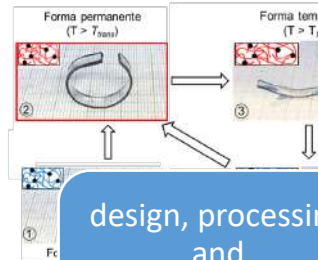 Forma permanente
(T > Ttrans)
Forma tem
(T > T
②
③
①
Fo
design, processin
and